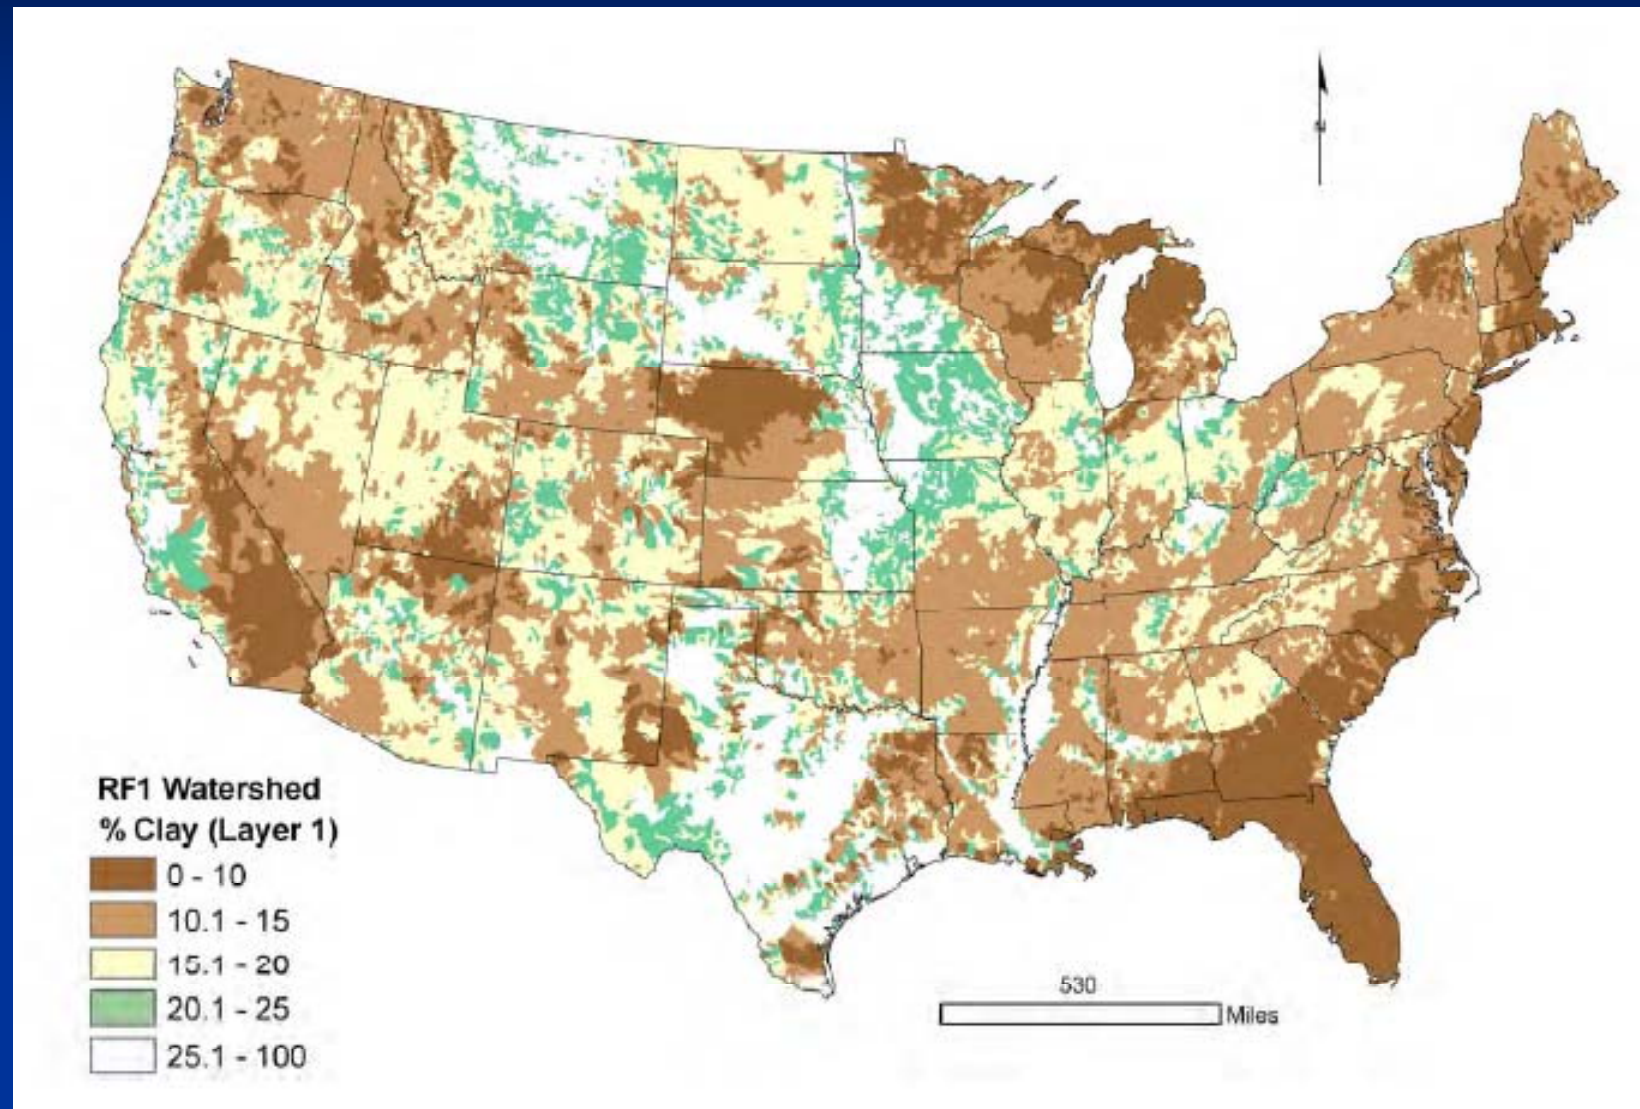 N
RF1 Watershed
% Clay (Layer 1)
0 - 10
10.1 - 15
15.1 - 20
20.1 - 25
25.1 - 100
530
Miles